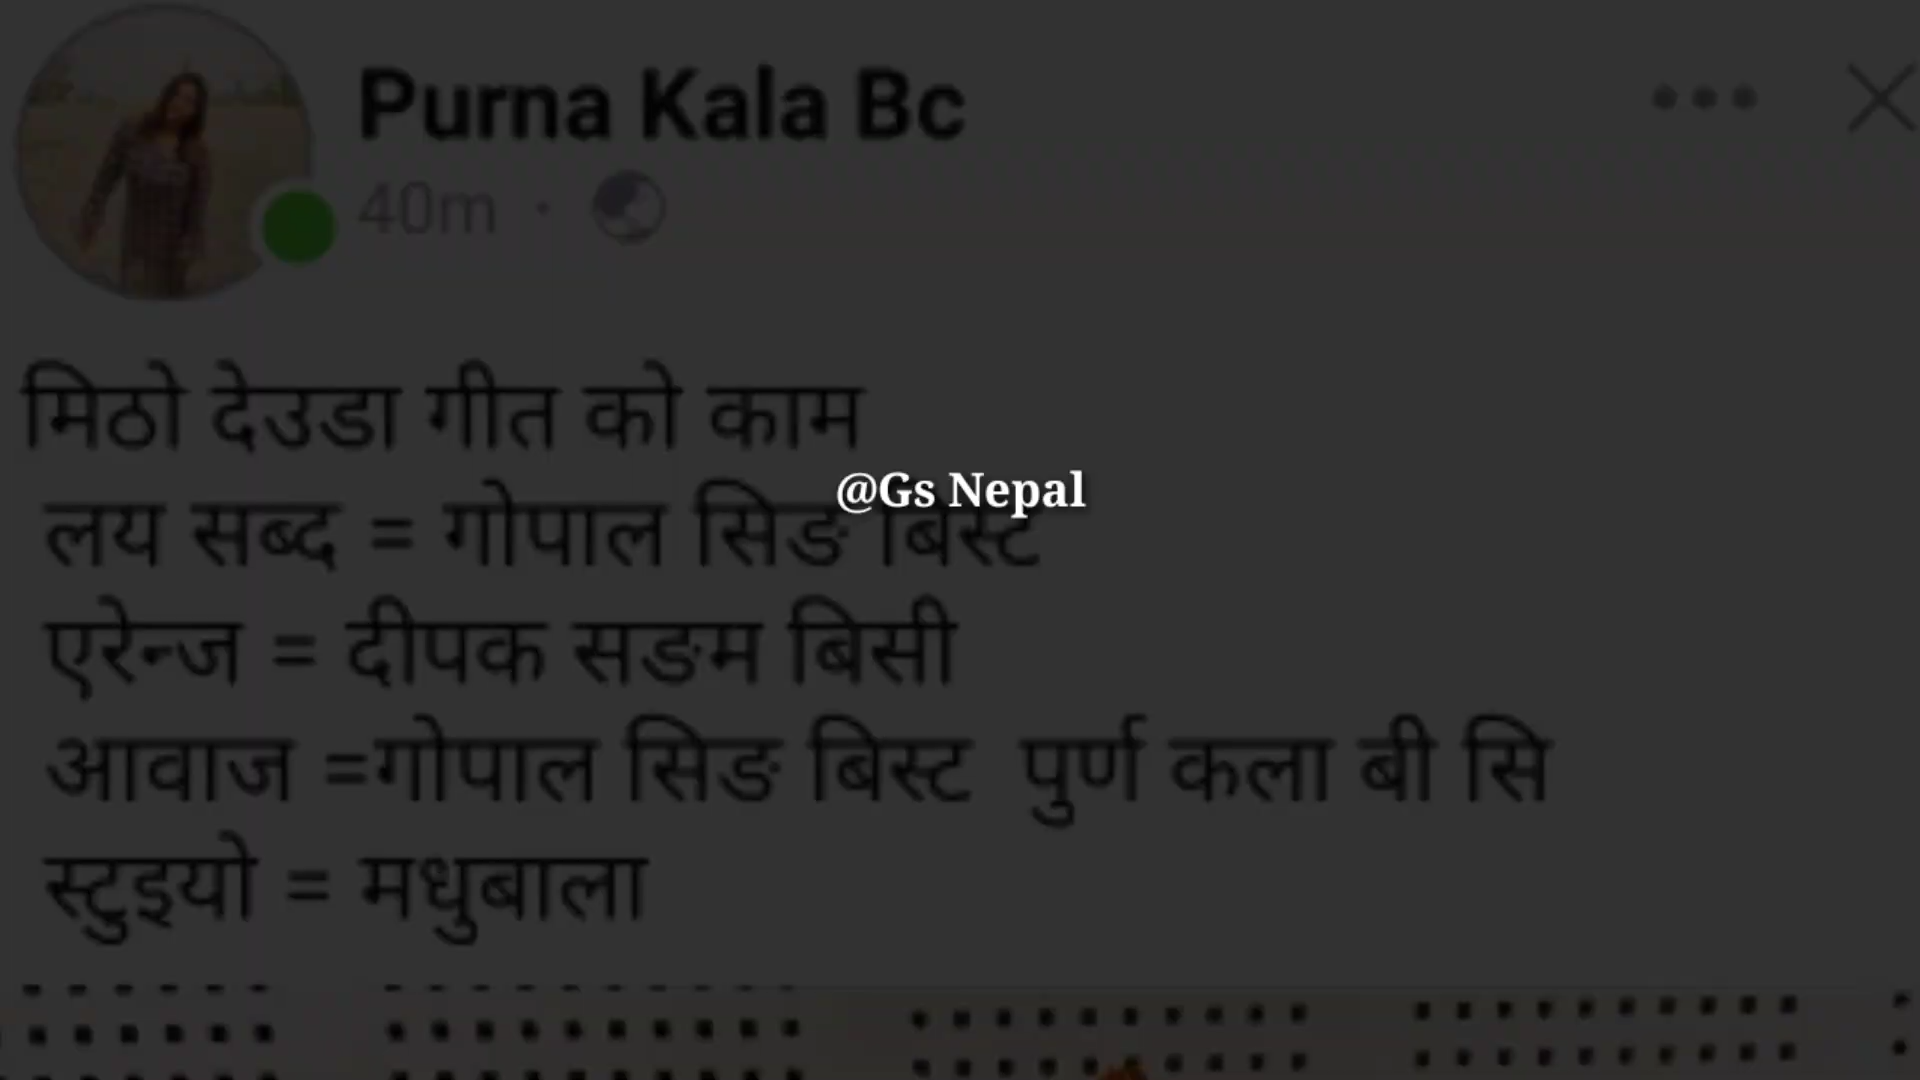 Purna Kala Bc
40m ·
मिठो देउडा गीत को काम
@Gs Nepal
लय सब्द = गोपाल सिङ बिस्ट
एरेन्ज = दीपक सङम बिसी
आवाज =गोपाल सिङ बिस्ट पुर्ण कला बी सि
स्टुइयो = मधुबाला